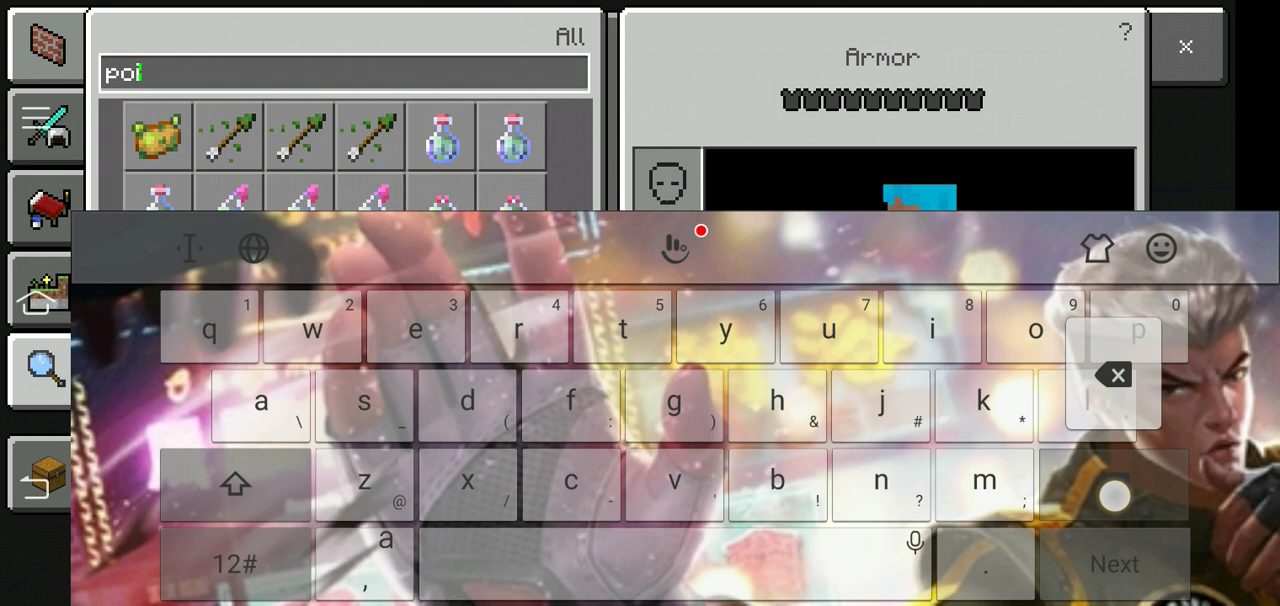 All
poi
?
Armor
1 2 3 4 5 6 7 8 9 0
q w e r t y u i o p
a s d f g h j k l
\ _ ( : ) & # * '
z x c v b n m
@ / - ' ! ? ;
12# a , . Next